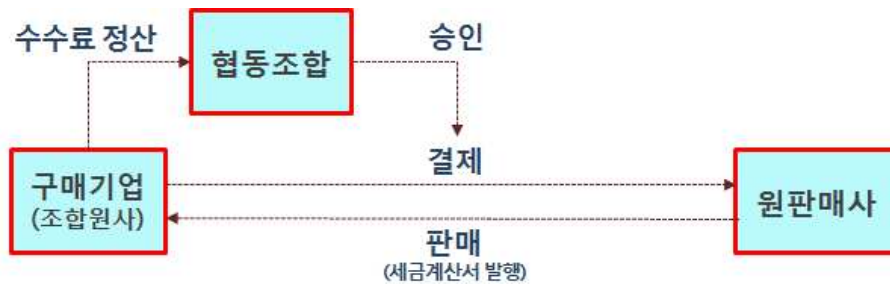 수수료 정산
협동조합
승인
구매기업
(조합원사)
결제
원판매사
판매
(세금계산서 발행)